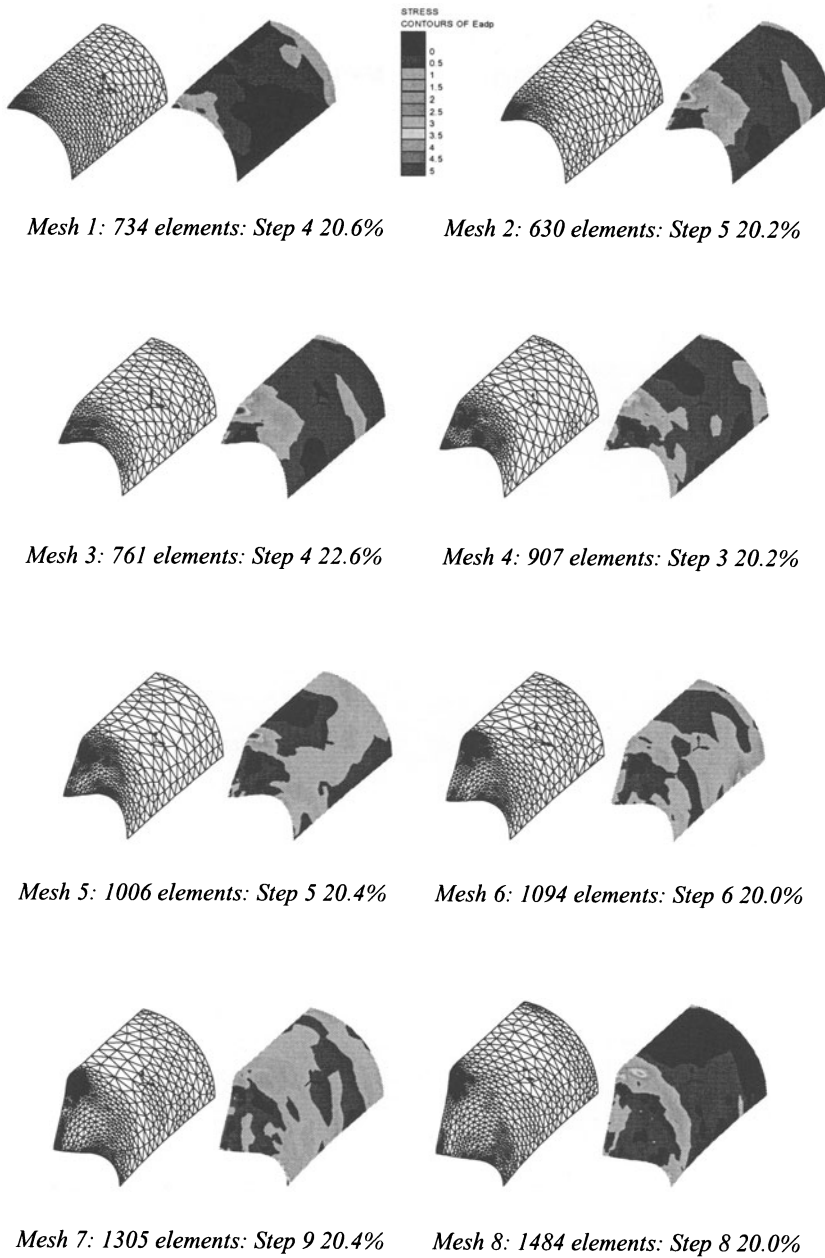 STRESS
CONTOURS OF Eadp
0
0.5
1
1.5
2
2.5
3
3.5
4
4.5
5
Mesh 1: 734 elements: Step 4 20.6%
Mesh 2: 630 elements: Step 5 20.2%
Mesh 3: 761 elements: Step 4 22.6%
Mesh 4: 907 elements: Step 3 20.2%
Mesh 5: 1006 elements: Step 5 20.4%
Mesh 6: 1094 elements: Step 6 20.0%
Mesh 7: 1305 elements: Step 9 20.4%
Mesh 8: 1484 elements: Step 8 20.0%